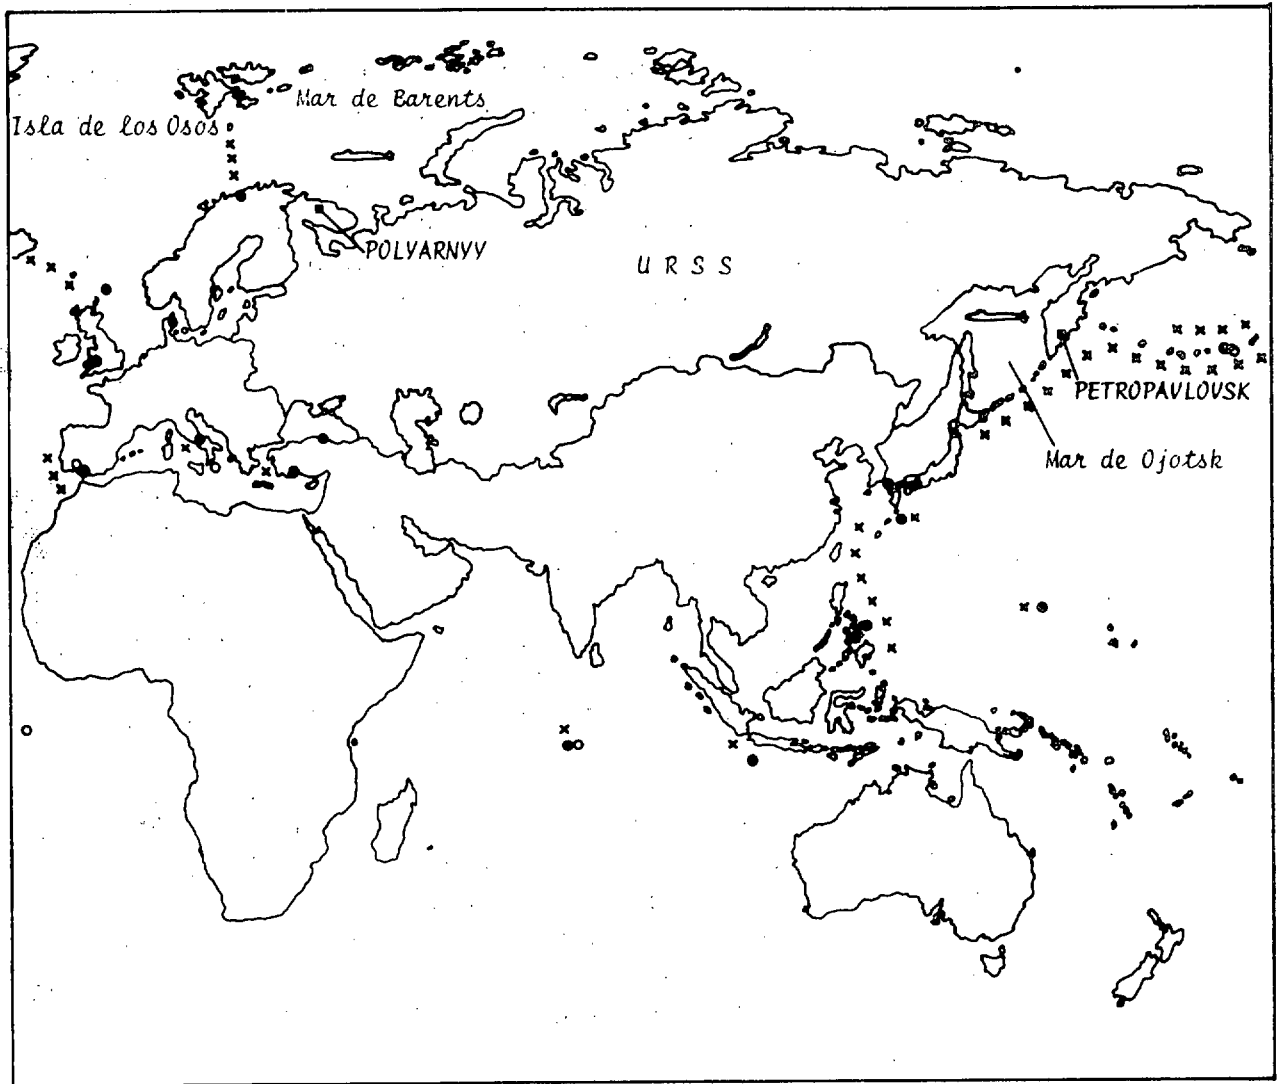 Mar de Barents
Isla de los Osos
POLYARNYY
U R S S
PETROPAVLOVSK
Mar de Ojotsk